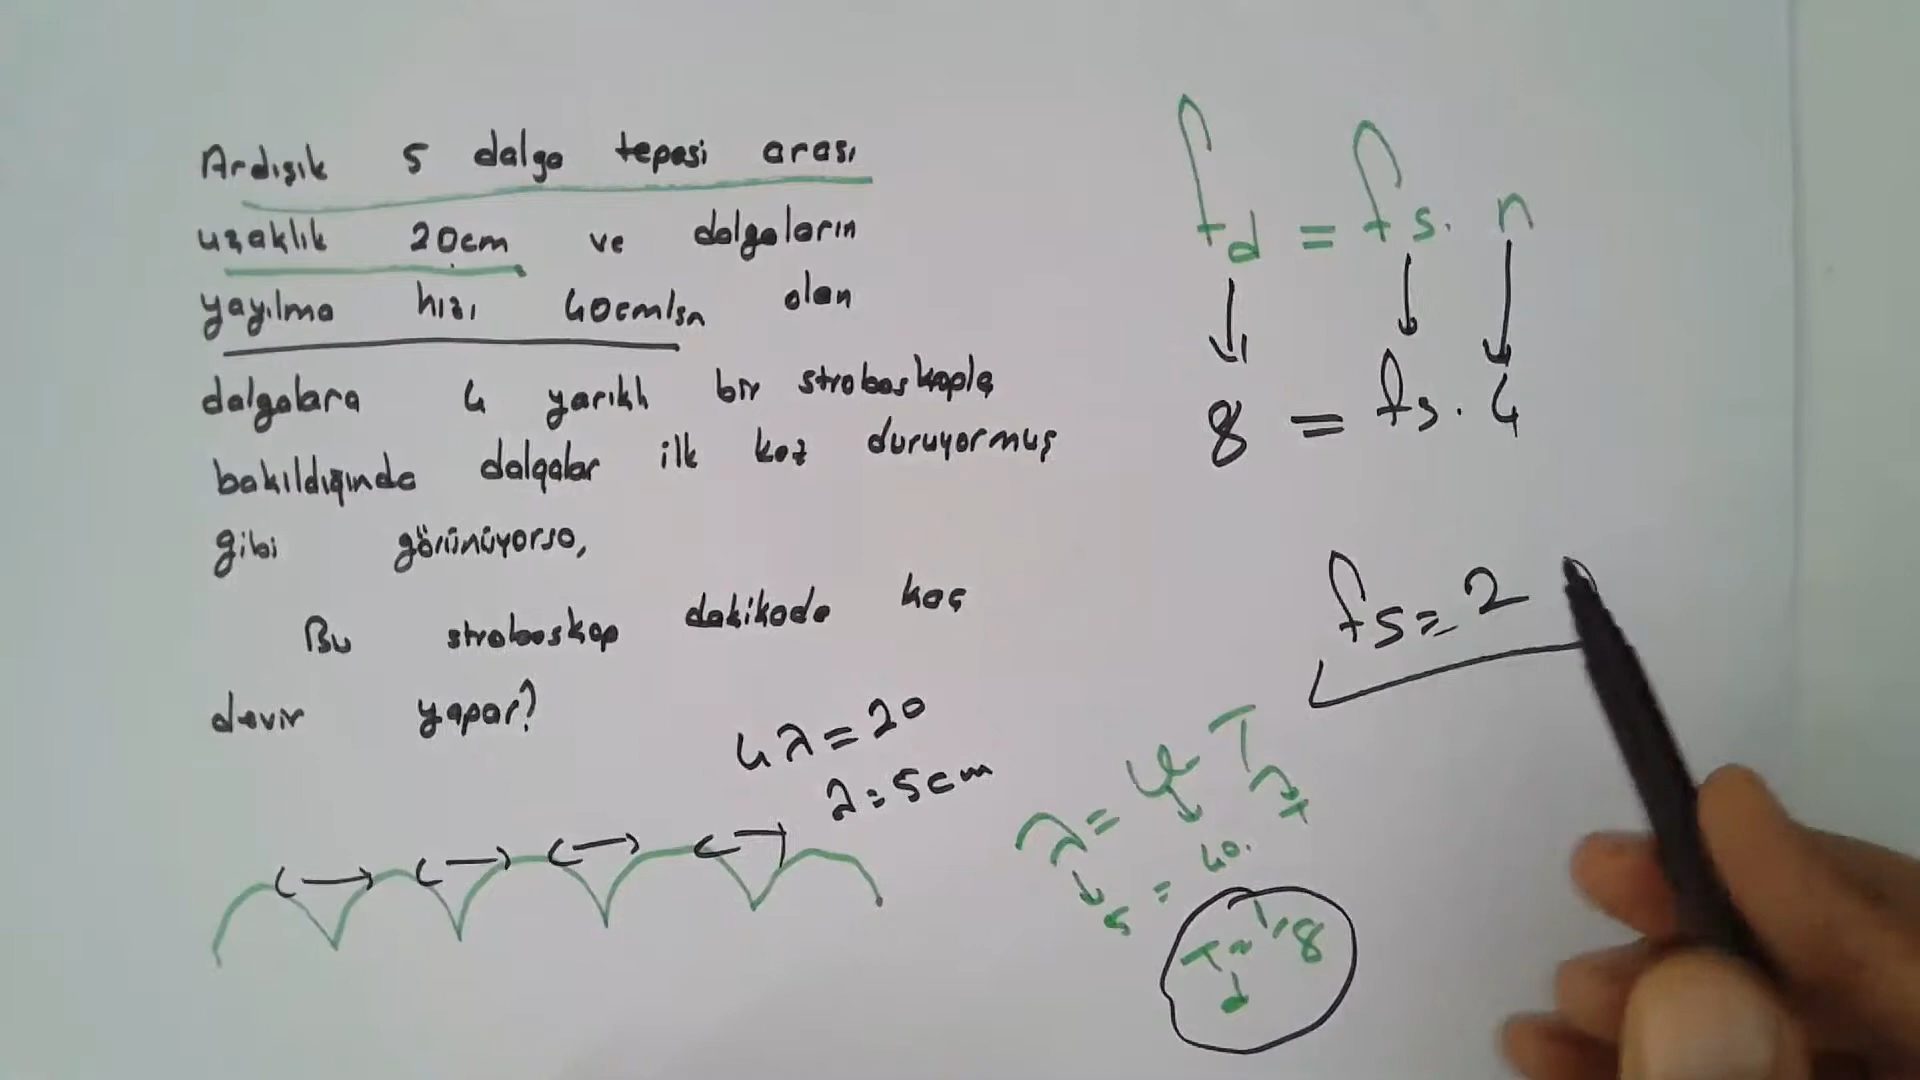 Ardışık 5 dalga tepesi arası
uzaklık 20cm ve dalgaların
yayılma hızı 40cm/sn olan
dalgalara 4 yarıklı bir stroboskopla
bakıldığında dalgalar ilk kez duruyormuş
gibi görünüyorsa,
Bu stroboskop dakikada kaç
devir yapar?
4λ=20
λ=5cm
fd = fs. n
8 = fs. 4
fs=2
λ= v T
5 = 40.